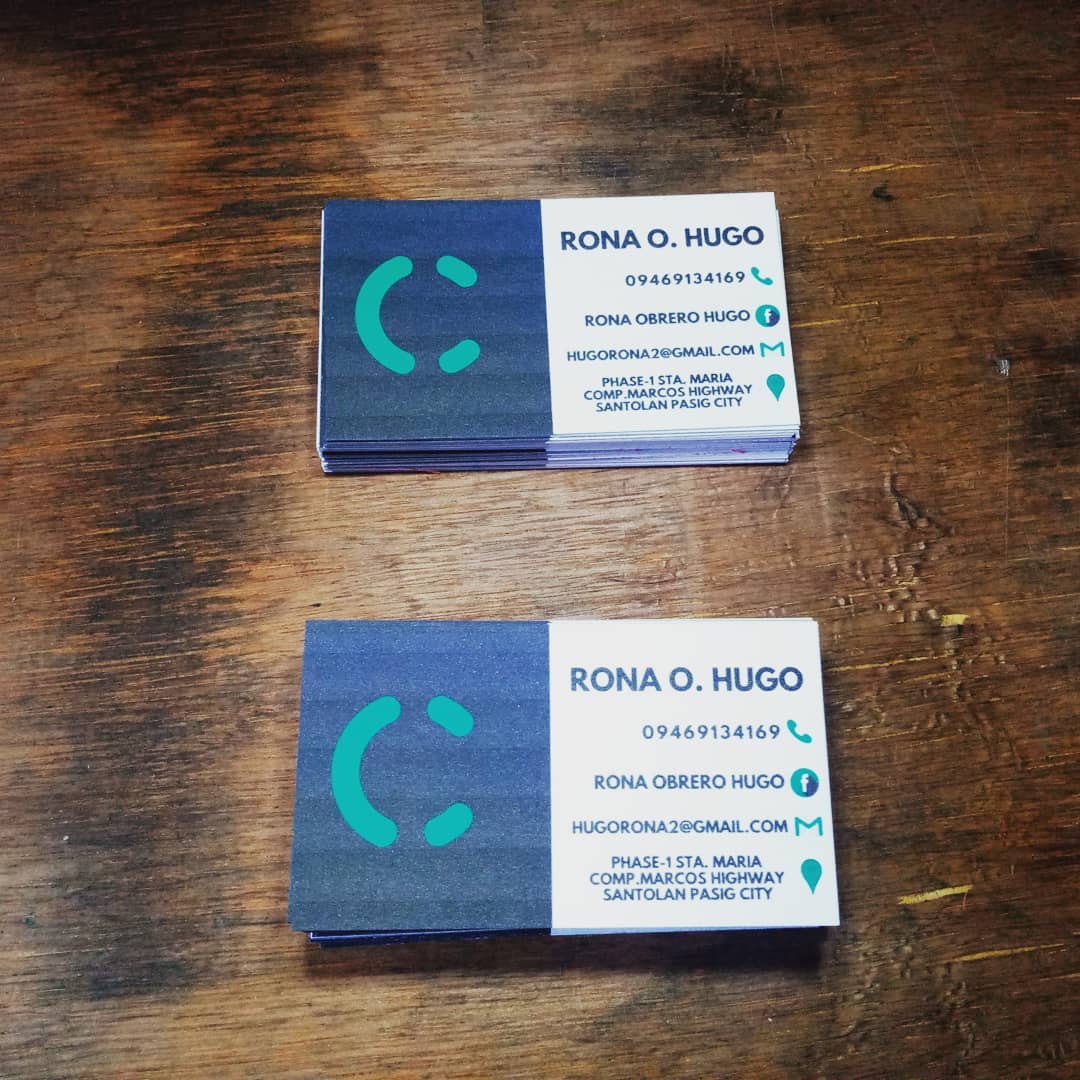 RONA O. HUGO
09469134169
RONA OBRERO HUGO
HUGORONA2@GMAIL.COM
PHASE-1 STA. MARIA
COMP.MARCOS HIGHWAY
SANTOLAN PASIG CITY
RONA O. HUGO
09469134169
RONA OBRERO HUGO
HUGORONA2@GMAIL.COM
PHASE-1 STA. MARIA
COMP.MARCOS HIGHWAY
SANTOLAN PASIG CITY